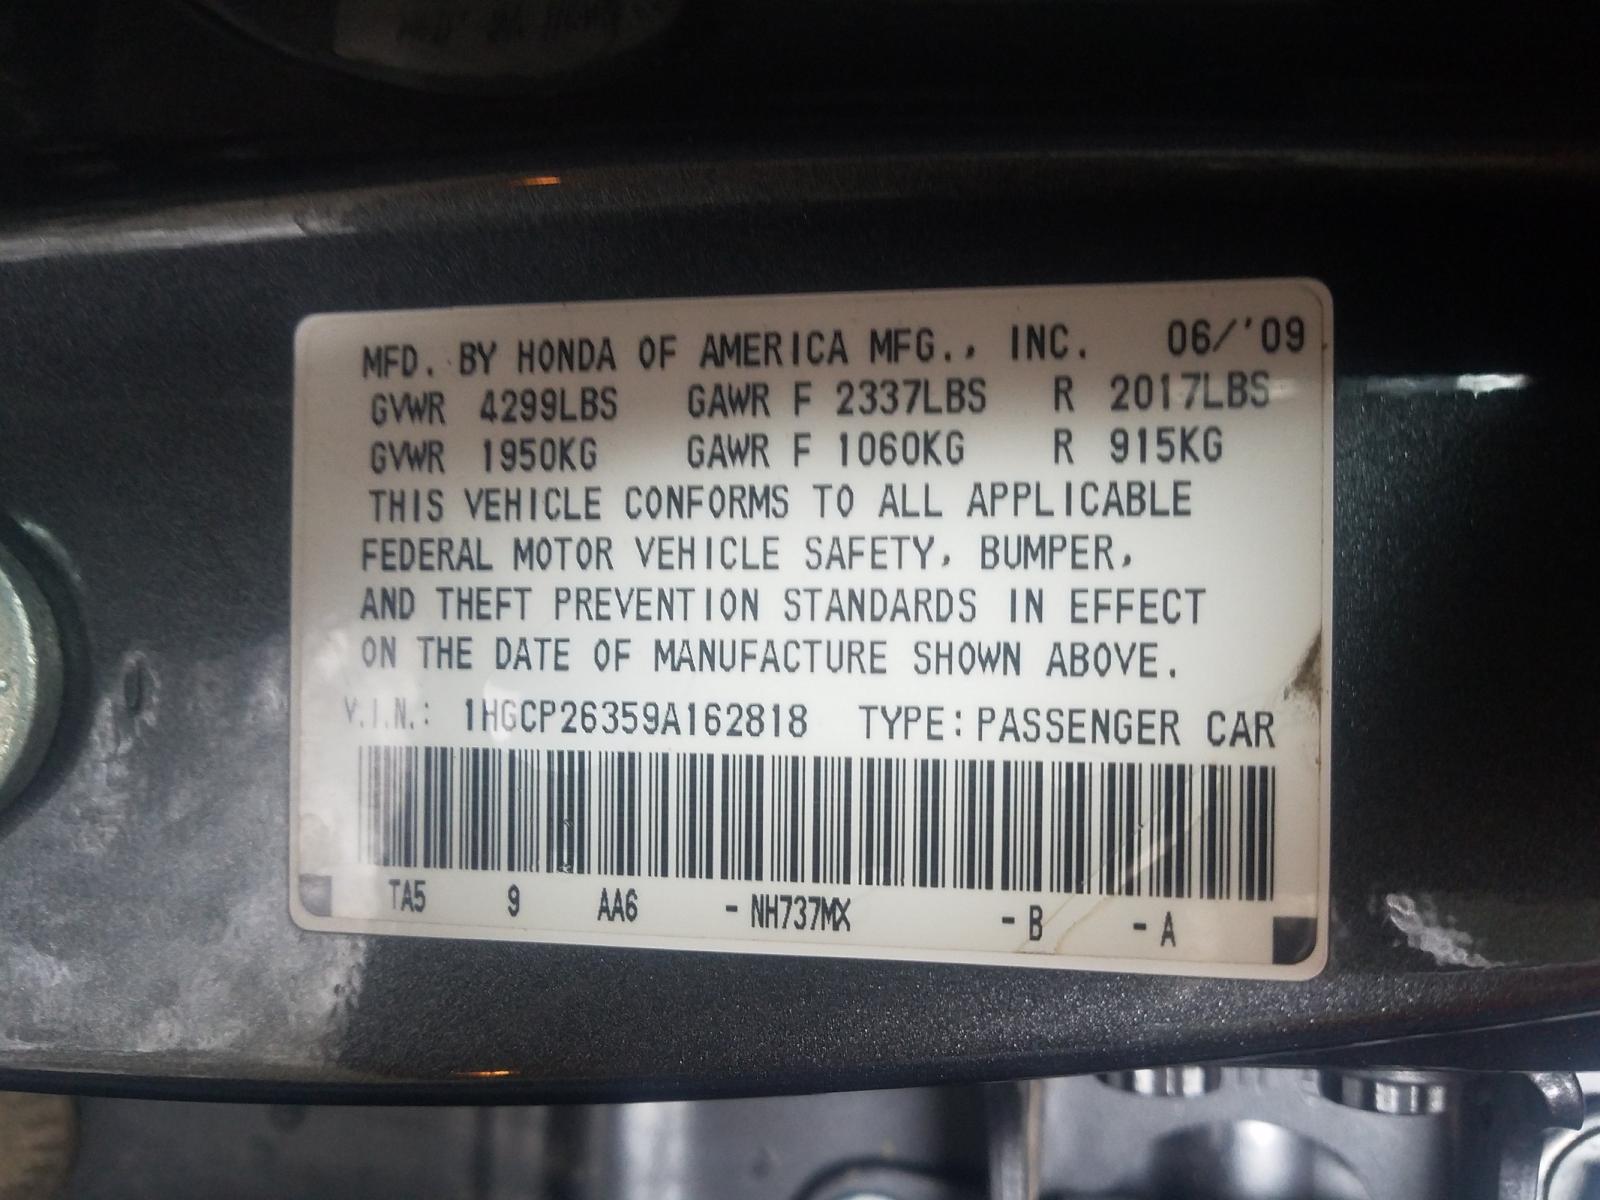 MFD. BY HONDA OF AMERICA MFG., INC. 06/'09
GVWR 4299LBS GAWR F 2337LBS R 2017LBS
GVWR 1950KG GAWR F 1060KG R 915KG
THIS VEHICLE CONFORMS TO ALL APPLICABLE
FEDERAL MOTOR VEHICLE SAFETY, BUMPER,
AND THEFT PREVENTION STANDARDS IN EFFECT
ON THE DATE OF MANUFACTURE SHOWN ABOVE.
V.I.N.: 1HGCP26359A162818 TYPE: PASSENGER CAR
TA5 9 AA6 - NH737MX - B - A